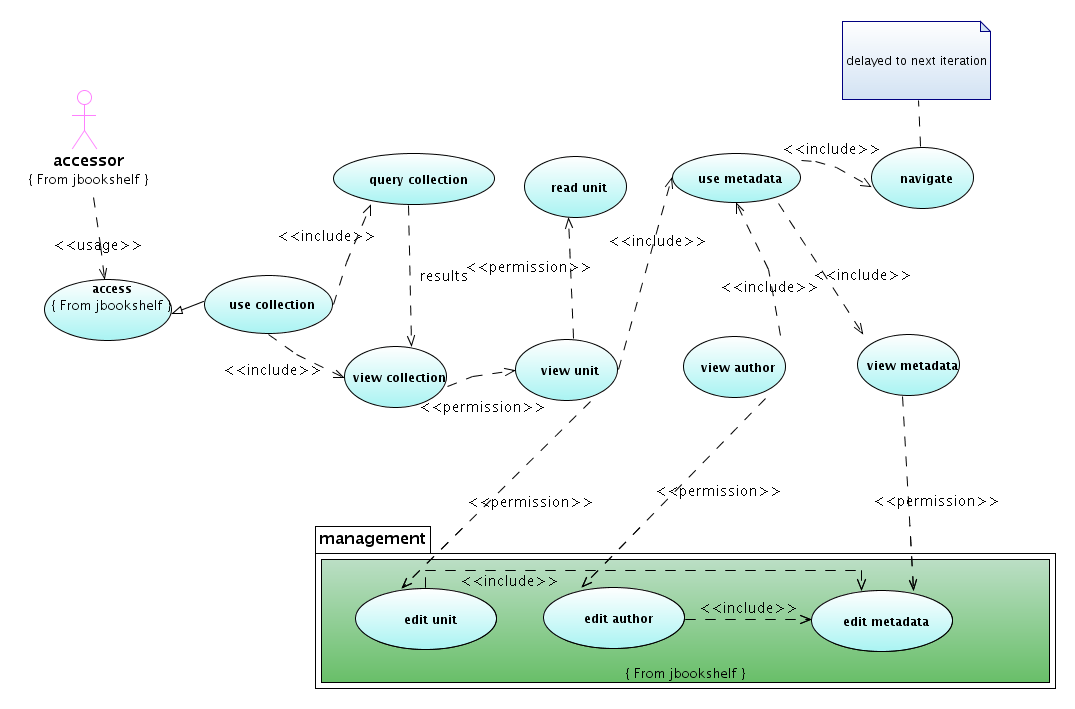 delayed to next iteration
accessor
{ From jbookshelf }
<<include>>
query collection
read unit
use metadata
navigate
<<usage>>
<<include>>
<<include>>
<<permission>>
results
<<include>>
<<include>>
access
{ From jbookshelf }
use collection
<<include>>
view collection
view unit
view author
view metadata
<<permission>>
<<permission>>
<<permission>>
<<permission>>
management
<<include>>
edit unit
edit author
<<include>>
edit metadata
{ From jbookshelf }